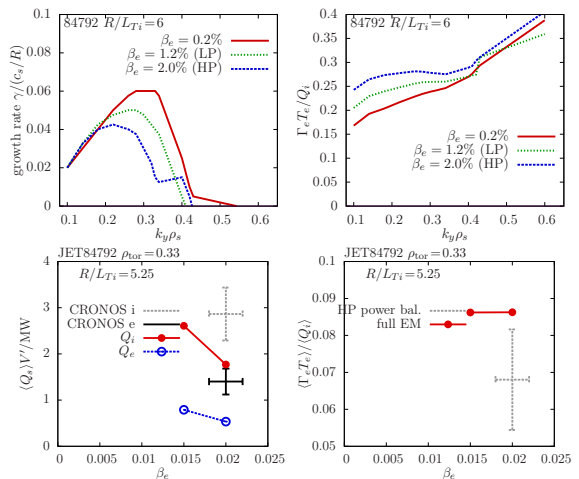 84792 R/L_Ti=6
β_e = 0.2%
β_e = 1.2% (LP)
β_e = 2.0% (HP)
growth rate γ/(c_s/R)
0.1
0.08
0.06
0.04
0.02
0
0.1 0.2 0.3 0.4 0.5 0.6
k_yρ_s
84792 R/L_Ti=6
β_e = 0.2%
β_e = 1.2% (LP)
β_e = 2.0% (HP)
Γ_eT_e/Q_i
0.4
0.35
0.3
0.25
0.2
0.15
0.1
0.05
0
0.1 0.2 0.3 0.4 0.5 0.6
k_yρ_s
JET84792 ρ_tor=0.33
R/L_Ti=5.25
CRONOS i
CRONOS e
Q_i
Q_e
⟨Q_s⟩V′/MW
4
3
2
1
0
0 0.005 0.01 0.015 0.02 0.025
β_e
JET84792 ρ_tor=0.33
R/L_Ti=5.25
HP power bal.
full EM
⟨Γ_eT_e⟩/⟨Q_i⟩
0.1
0.09
0.08
0.07
0.06
0.05
0 0.005 0.01 0.015 0.02 0.025
β_e